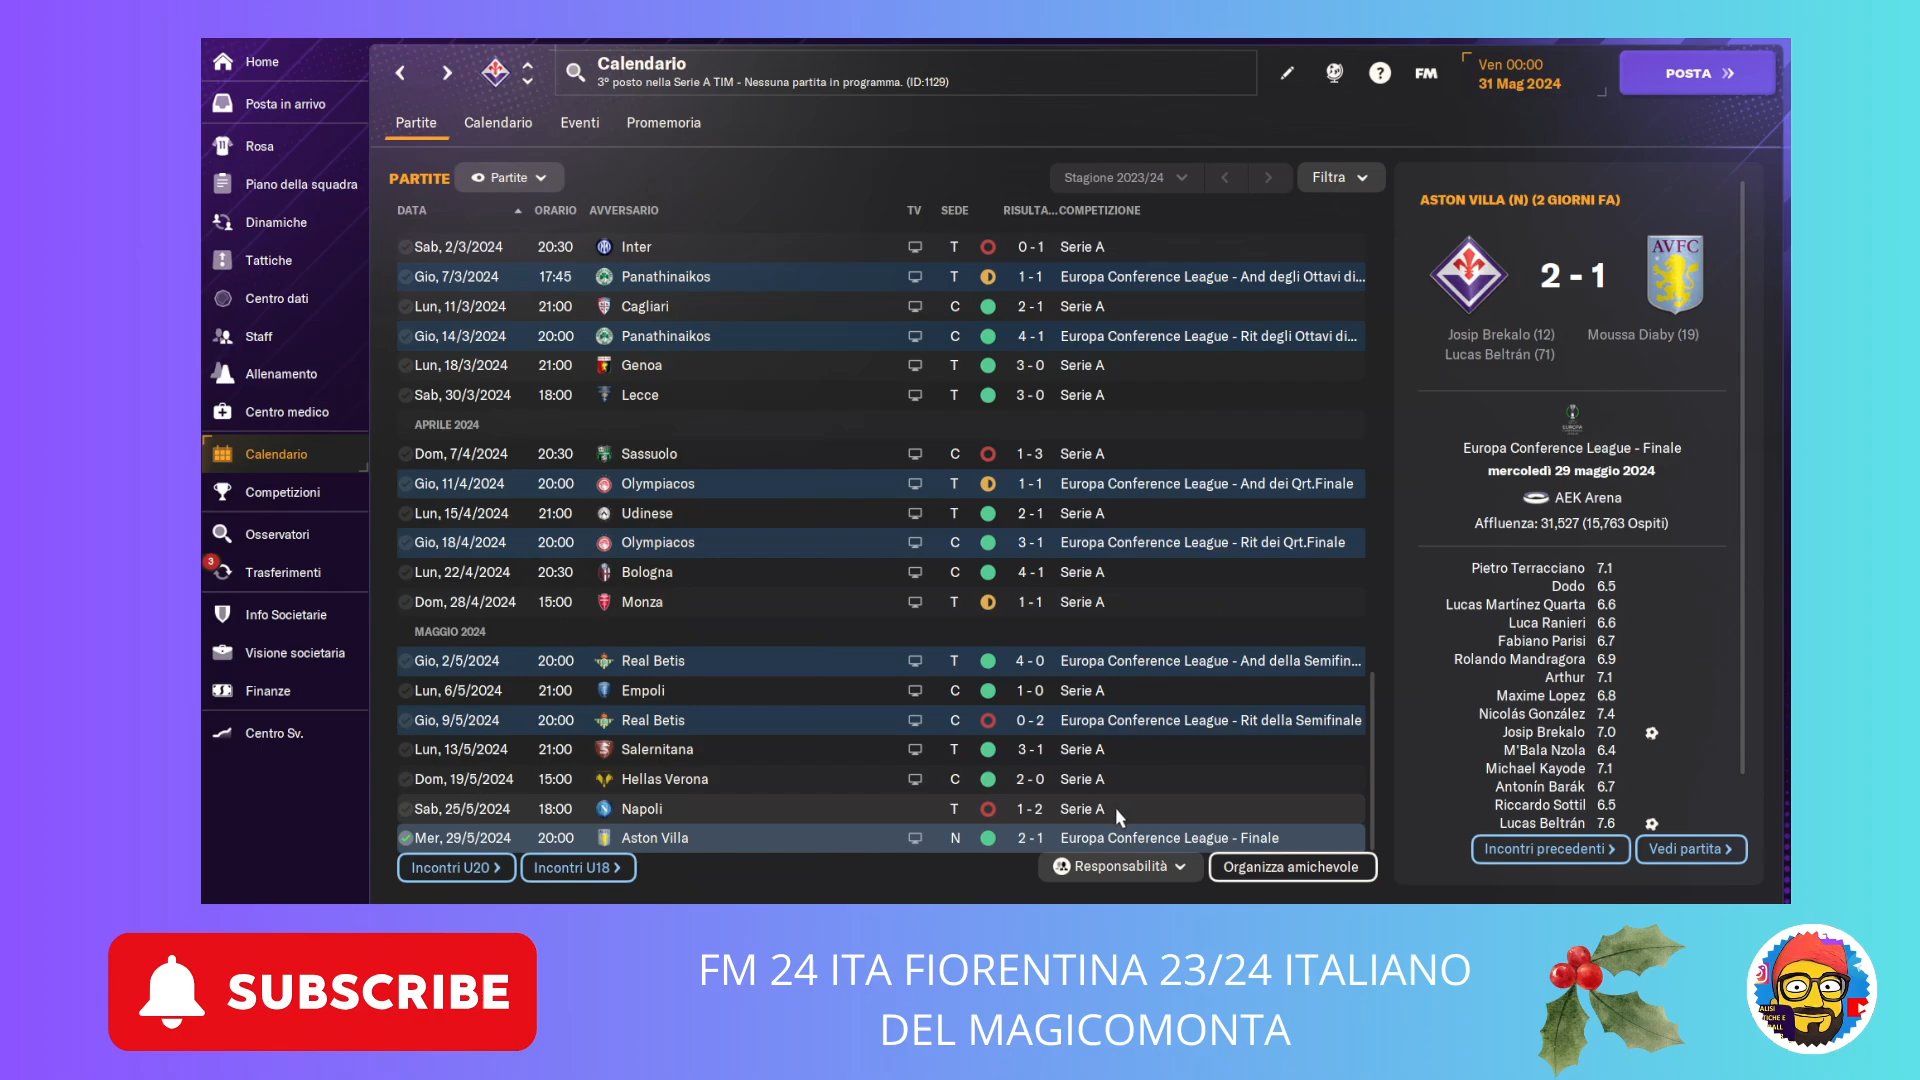 Home
Posta in arrivo
Rosa
Piano della squadra
Dinamiche
Tattiche
Centro dati
Staff
Allenamento
Centro medico
Calendario
Competizioni
Osservatori
3
Trasferimenti
Info Societarie
Visione societaria
Finanze
Centro Sv.
Calendario
3º posto nella Serie A TIM - Nessuna partita in programma. (ID:1129)
?
FM
Ven 00:00
31 Mag 2024
POSTA
Partite Calendario Eventi Promemoria
PARTITE Partite Stagione 2023/24 Filtra
DATA ORARIO AVVERSARIO TV SEDE RISULTA... COMPETIZIONE
Sab, 2/3/2024 20:30 Inter T 0 - 1 Serie A
Gio, 7/3/2024 17:45 Panathinaikos T 1 - 1 Europa Conference League - And degli Ottavi di...
Lun, 11/3/2024 21:00 Cagliari C 2 - 1 Serie A
Gio, 14/3/2024 20:00 Panathinaikos C 4 - 1 Europa Conference League - Rit degli Ottavi di...
Lun, 18/3/2024 21:00 Genoa T 3 - 0 Serie A
Sab, 30/3/2024 18:00 Lecce T 3 - 0 Serie A
APRILE 2024
Dom, 7/4/2024 20:30 Sassuolo C 1 - 3 Serie A
Gio, 11/4/2024 20:00 Olympiacos T 1 - 1 Europa Conference League - And dei Qrt.Finale
Lun, 15/4/2024 21:00 Udinese T 2 - 1 Serie A
Gio, 18/4/2024 20:00 Olympiacos C 3 - 1 Europa Conference League - Rit dei Qrt.Finale
Lun, 22/4/2024 20:30 Bologna C 4 - 1 Serie A
Dom, 28/4/2024 15:00 Monza T 1 - 1 Serie A
MAGGIO 2024
Gio, 2/5/2024 20:00 Real Betis T 4 - 0 Europa Conference League - And della Semifin...
Lun, 6/5/2024 21:00 Empoli C 1 - 0 Serie A
Gio, 9/5/2024 20:00 Real Betis C 0 - 2 Europa Conference League - Rit della Semifinale
Lun, 13/5/2024 21:00 Salernitana T 3 - 1 Serie A
Dom, 19/5/2024 15:00 Hellas Verona C 2 - 0 Serie A
Sab, 25/5/2024 18:00 Napoli T 1 - 2 Serie A
Mer, 29/5/2024 20:00 Aston Villa N 2 - 1 Europa Conference League - Finale
Incontri U20 Incontri U18 Responsabilità Organizza amichevole
ASTON VILLA (N) (2 GIORNI FA)
AVFC
2 - 1
Josip Brekalo (12) Moussa Diaby (19)
Lucas Beltrán (71)
Europa Conference League - Finale
mercoledì 29 maggio 2024
AEK Arena
Affluenza: 31,527 (15,763 Ospiti)
Pietro Terracciano 7.1
Dodo 6.5
Lucas Martínez Quarta 6.6
Luca Ranieri 6.6
Fabiano Parisi 6.7
Rolando Mandragora 6.9
Arthur 7.1
Maxime Lopez 6.8
Nicolás González 7.4
Josip Brekalo 7.0
M'Bala Nzola 6.4
Michael Kayode 7.1
Antonín Barák 6.7
Riccardo Sottil 6.5
Lucas Beltrán 7.6
Incontri precedenti Vedi partita
SUBSCRIBE
FM 24 ITA FIORENTINA 23/24 ITALIANO
DEL MAGICOMONTA